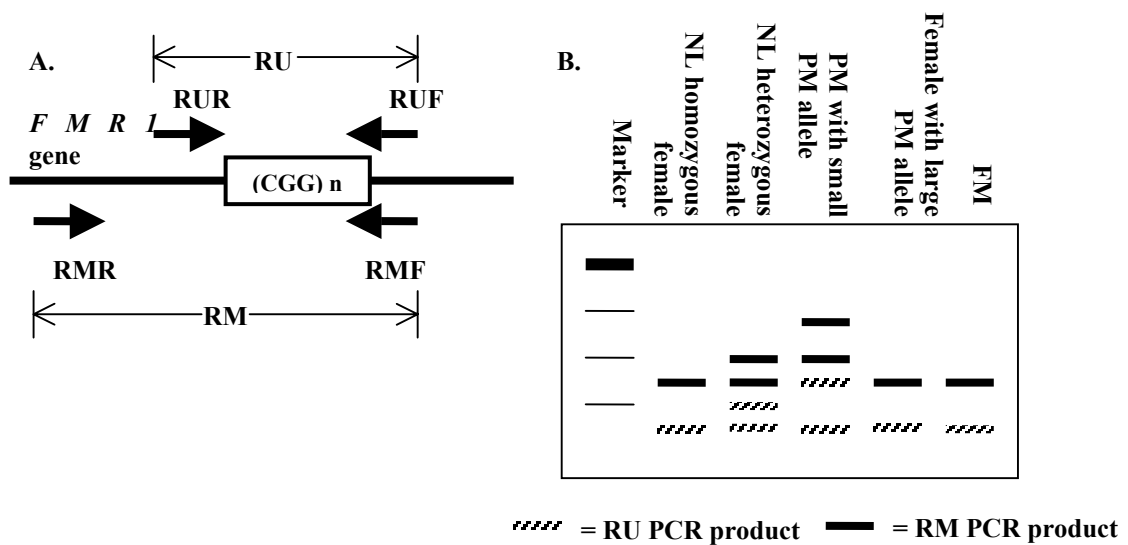 A.
RU
RUR
RUF
F M R 1
gene
(CGG) n
RMR
RMF
RM
B.
Marker
NL homozygous
female
NL heterozygous
female
PM with small
PM allele
Female with large
PM allele
FM
= RU PCR product
= RM PCR product